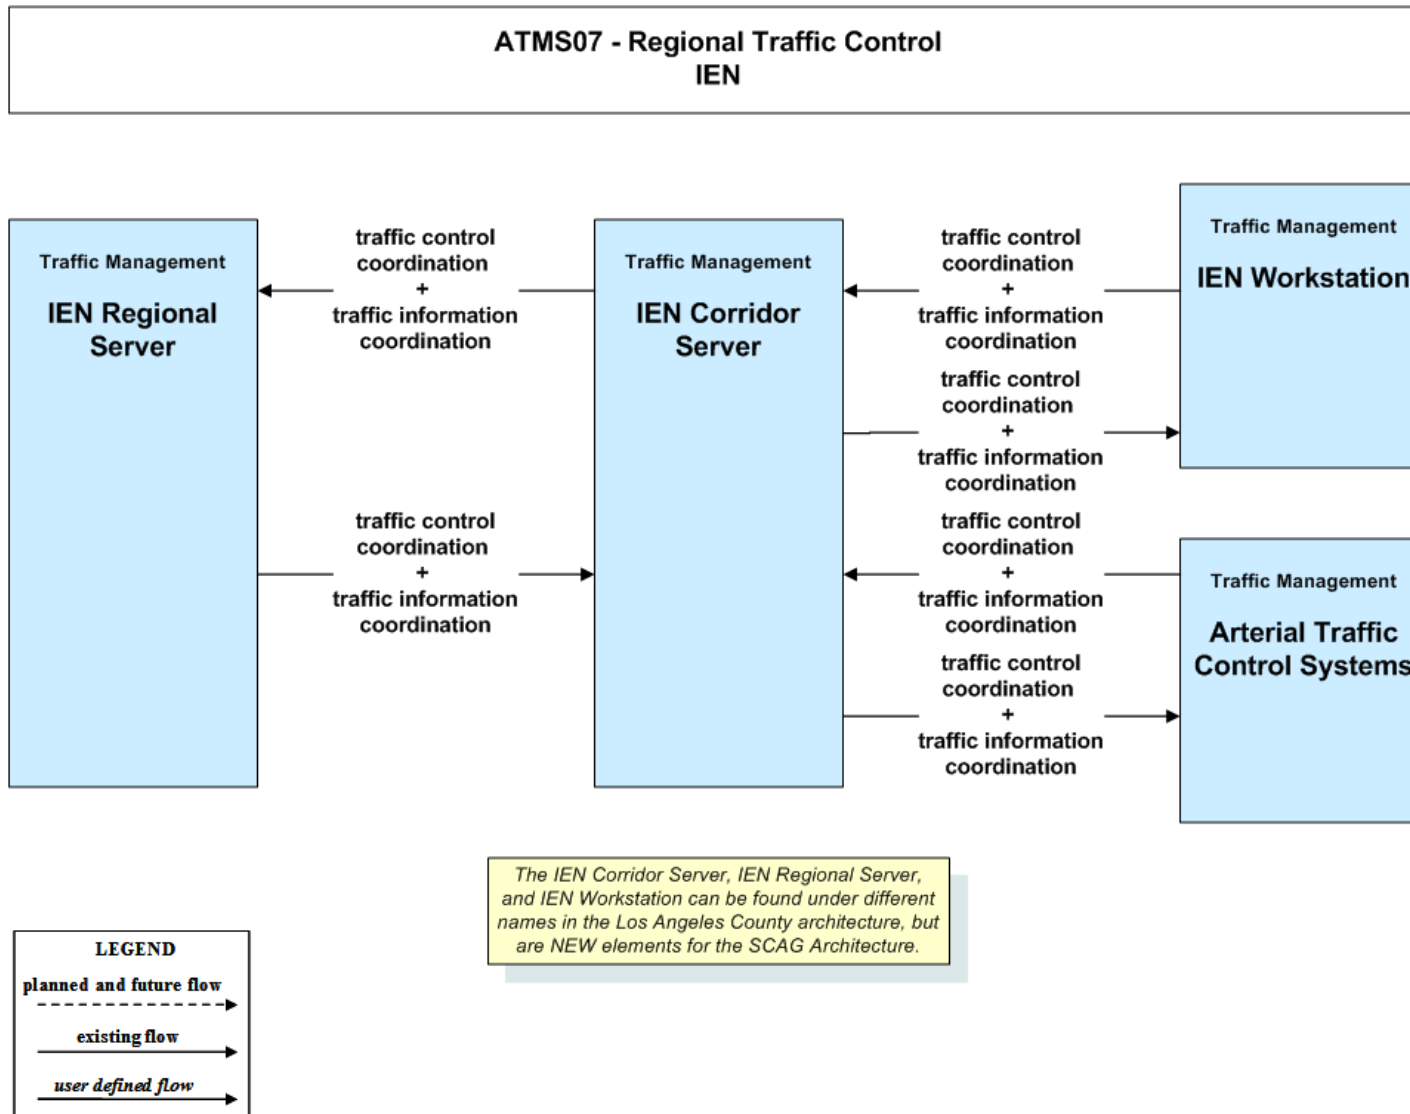 ATMS07 - Regional Traffic Control
IEN
Traffic Management
IEN Regional
Server
traffic control
coordination
+
traffic information
coordination
traffic control
coordination
+
traffic information
coordination
Traffic Management
IEN Corridor
Server
traffic control
coordination
+
traffic information
coordination
traffic control
coordination
+
traffic information
coordination
traffic control
coordination
+
traffic information
coordination
traffic control
coordination
+
traffic information
coordination
Traffic Management
IEN Workstation
Traffic Management
Arterial Traffic
Control Systems
The IEN Corridor Server, IEN Regional Server,
and IEN Workstation can be found under different
names in the Los Angeles County architecture, but
are NEW elements for the SCAG Architecture.
LEGEND
planned and future flow
existing flow
user defined flow